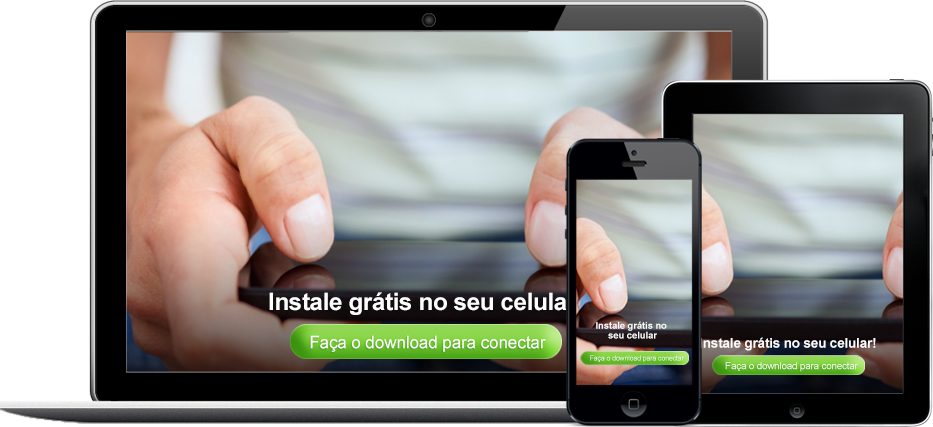 Instale grátis no seu celula
Faça o download para conectar
Instale grátis no
seu celular
Faça o download para conectar
nstale grátis no seu celular!
Faça o download para conectar